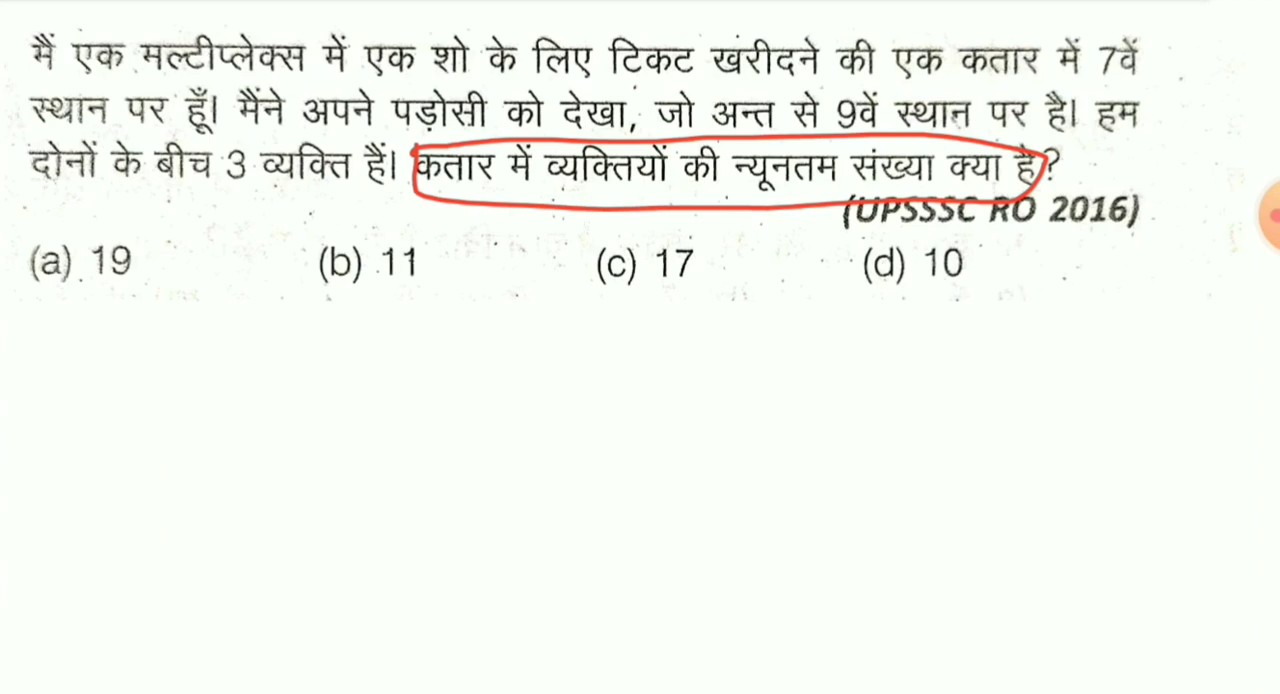 मैं एक मल्टीप्लेक्स में एक शो के लिए टिकट खरीदने की एक कतार में 7वें
स्थान पर हूँ। मैंने अपने पड़ोसी को देखा, जो अन्त से 9वें स्थान पर है। हम
दोनों के बीच 3 व्यक्ति हैं। कतार में व्यक्तियों की न्यूनतम संख्या क्या है?
(UPSSSC RO 2016)
(a) 19 (b) 11 (c) 17 (d) 10